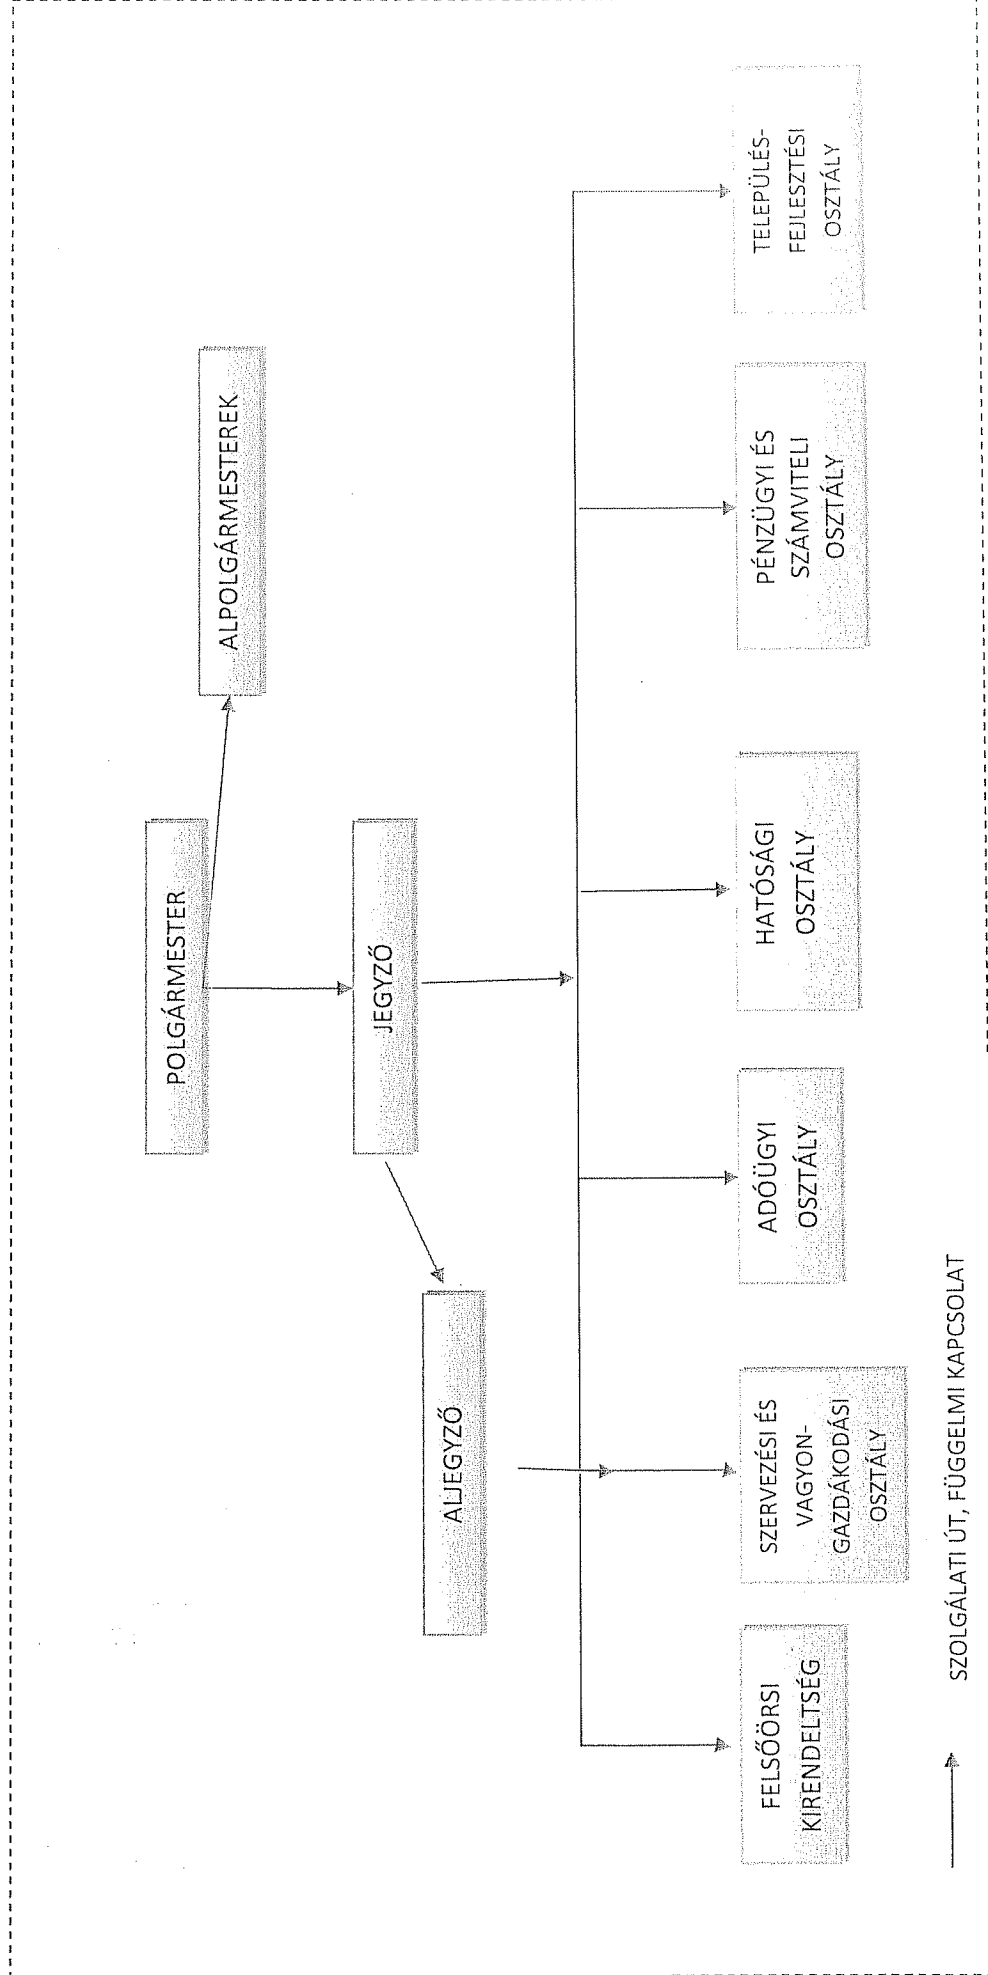 POLGÁRMESTER
ALPOLGÁRMESTEREK
JEGYZŐ
ALJEGYZŐ
FELSŐÖRSI
KIRENDELTSÉG
SZERVEZÉSI ÉS
VAGYON-
GAZDÁKODÁSI
OSZTÁLY
ADÓÜGYI
OSZTÁLY
HATÓSÁGI
OSZTÁLY
PÉNZÜGYI ÉS
SZÁMVITELI
OSZTÁLY
TELEPÜLÉS-
FEJLESZTÉSI
OSZTÁLY
SZOLGÁLATI ÚT, FÜGGELMI KAPCSOLAT